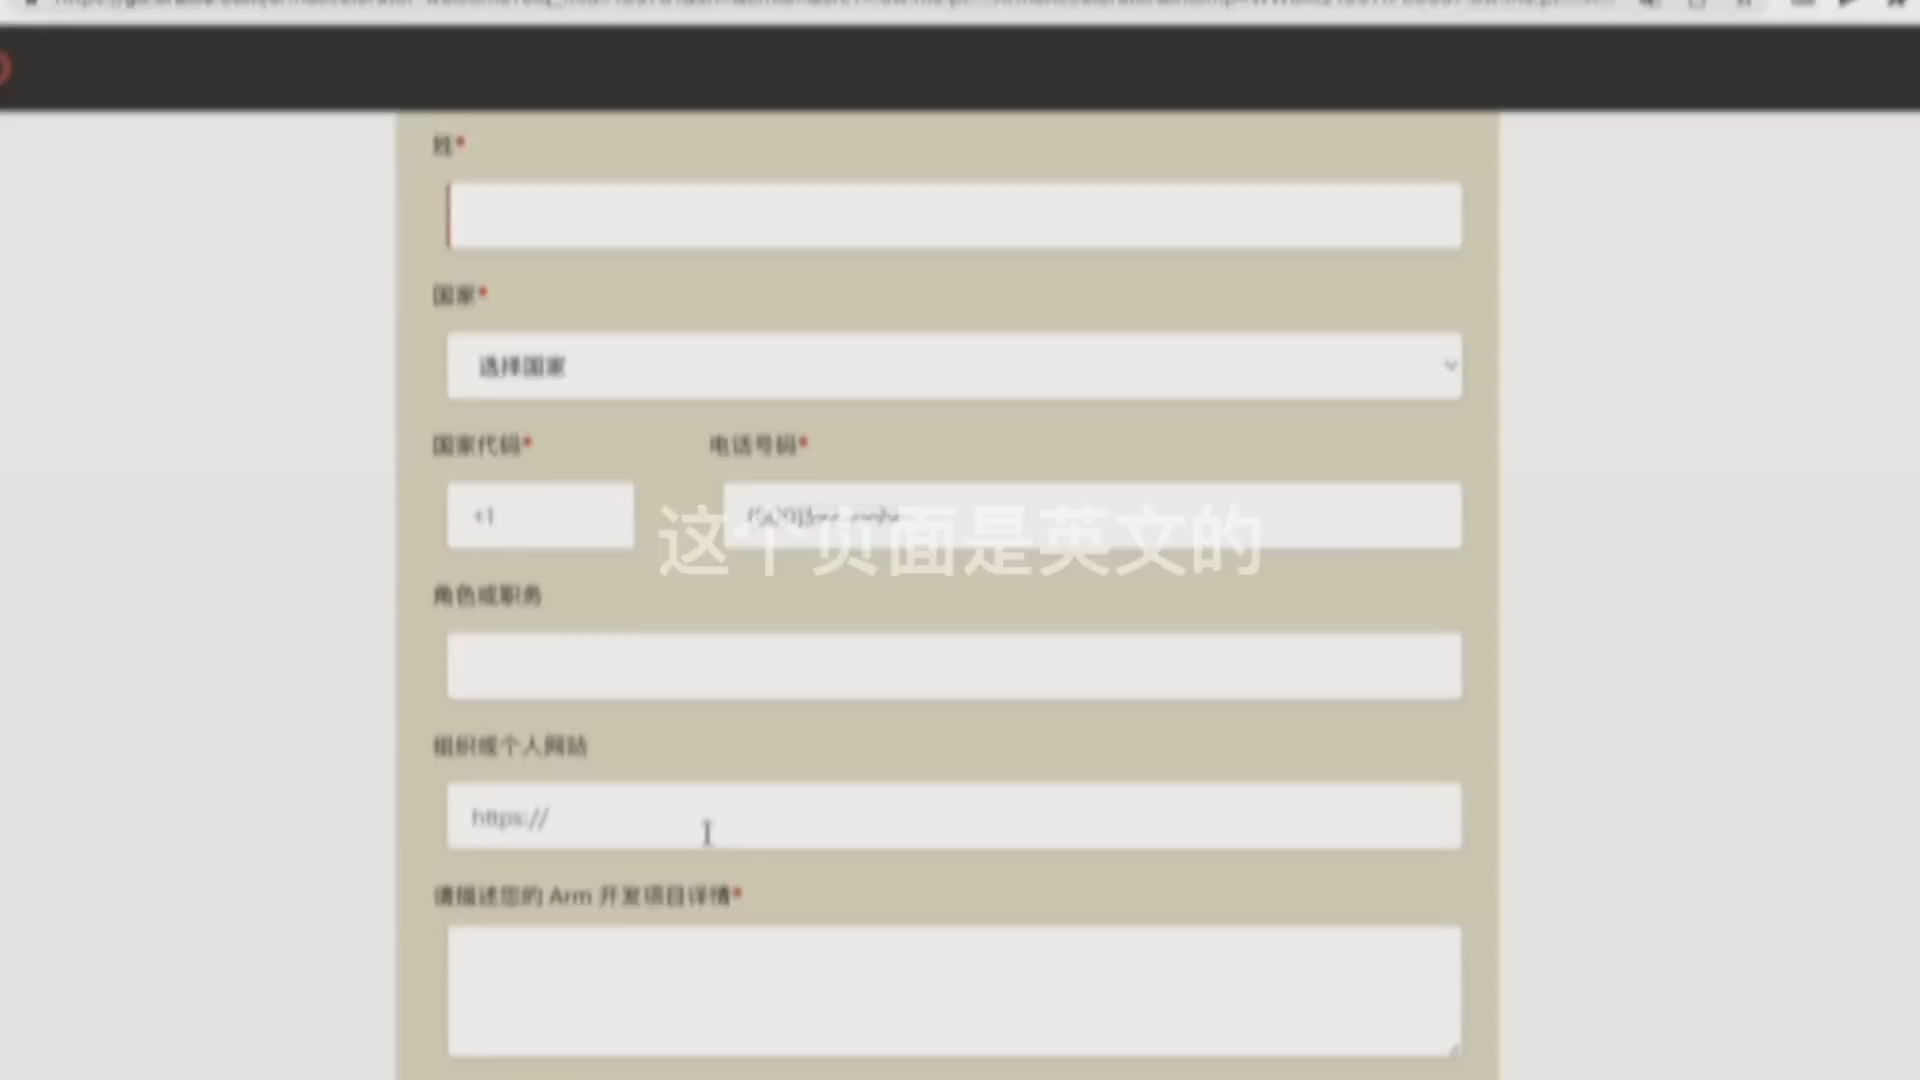 姓*
国家*
选择国家
国家代码*
电话号码*
+1
这个页面是英文的
角色或职务
组织或个人网站
https://
请描述您的 Arm 开发项目详情*